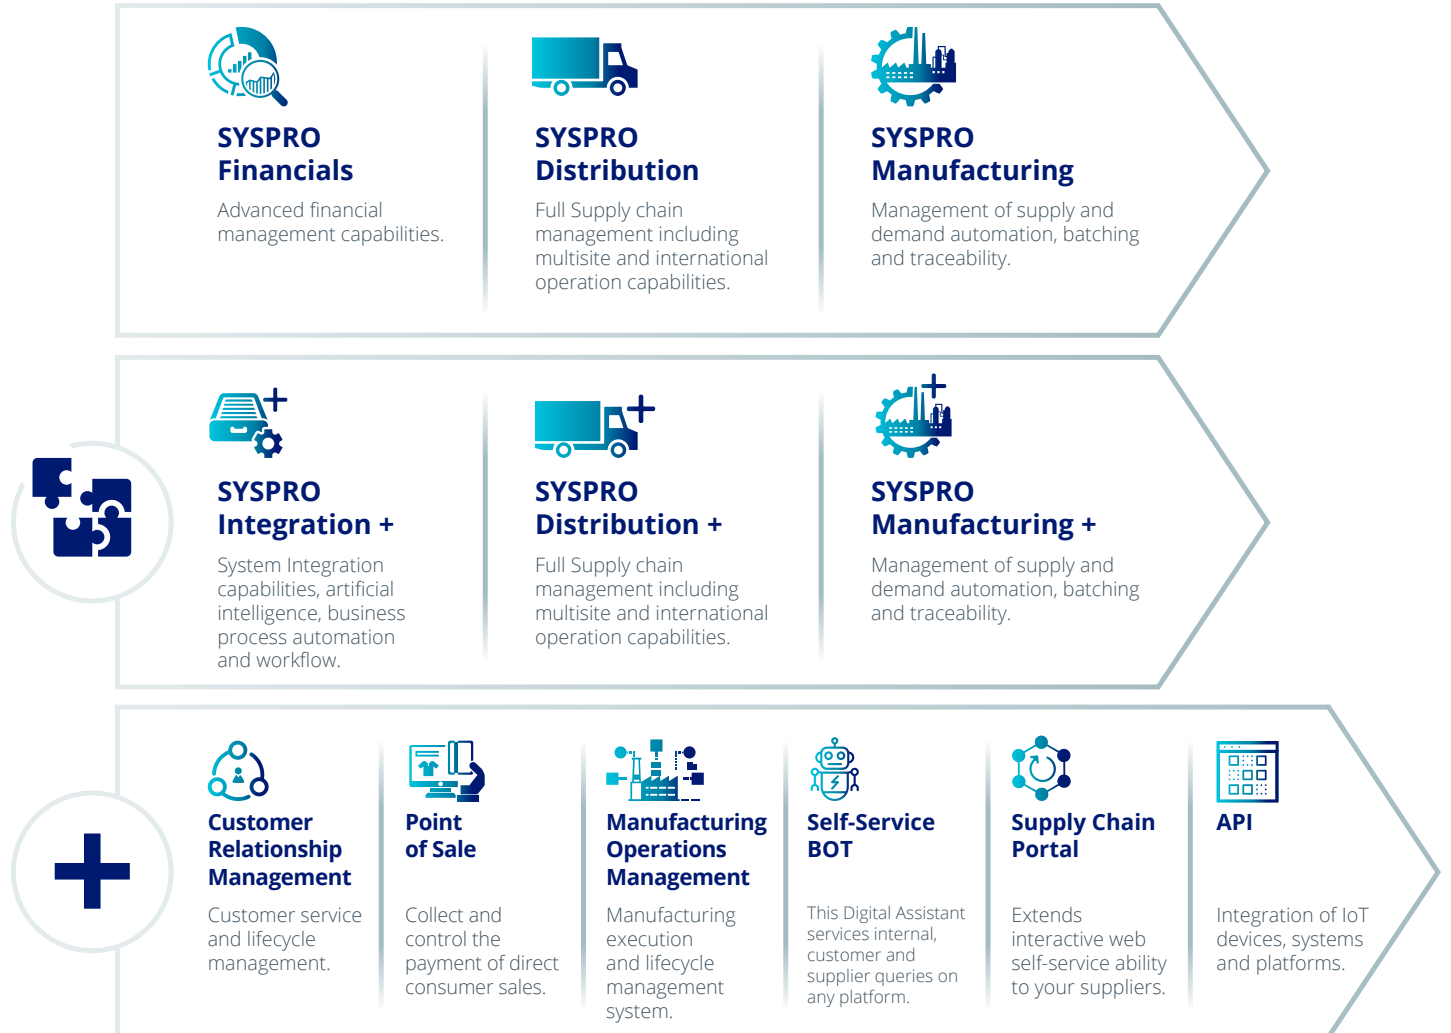 SYSPRO
Financials
Advanced financial
management capabilities.
SYSPRO
Distribution
Full Supply chain
management including
multisite and international
operation capabilities.
SYSPRO
Manufacturing
Management of supply and
demand automation, batching
and traceability.
SYSPRO
Integration +
System Integration
capabilities, artificial
intelligence, business
process automation
and workflow.
SYSPRO
Distribution +
Full Supply chain
management including
multisite and international
operation capabilities.
SYSPRO
Manufacturing +
Management of supply and
demand automation, batching
and traceability.
Customer
Relationship
Management
Customer service
and lifecycle
management.
Point
of Sale
Collect and
control the
payment of direct
consumer sales.
Manufacturing
Operations
Management
Manufacturing
execution
and lifecycle
management
system.
Self-Service
BOT
This Digital Assistant
services internal,
customer and
supplier queries on
any platform.
Supply Chain
Portal
Extends
interactive web
self-service ability
to your suppliers.
API
Integration of IoT
devices, systems
and platforms.